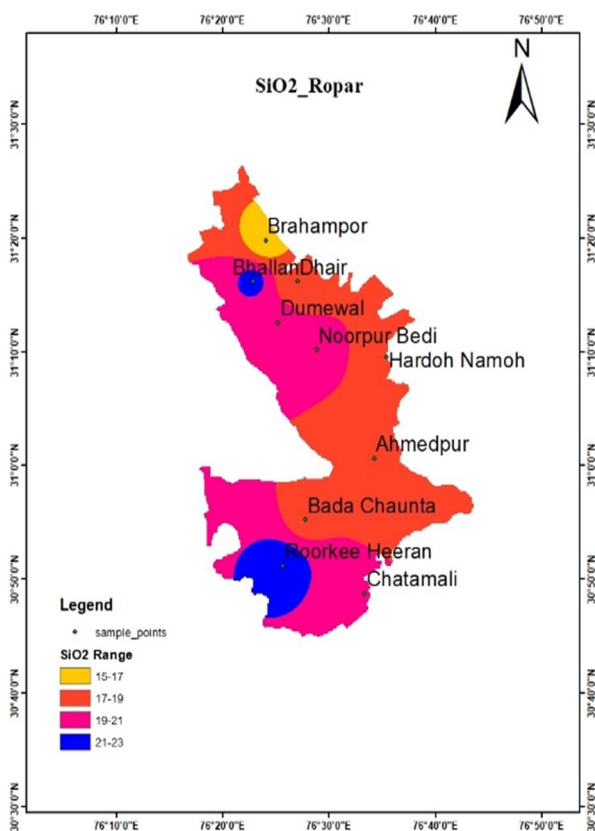 76°10'0"E 76°20'0"E 76°30'0"E 76°40'0"E 76°50'0"E
N
SiO2_Ropar
31°30'0"N 31°30'0"N
31°20'0"N 31°20'0"N
Brahampor
BhallanDhair
Dumewal
Noorpur Bedi
31°10'0"N 31°10'0"N
Hardoh Namoh
Ahmedpur
31°0'0"N 31°0'0"N
Bada Chaunta
Roorkee Heeran
30°50'0"N 30°50'0"N
Chatamali
Legend
sample_points
SiO2 Range
15-17
17-19
19-21
21-23
30°40'0"N 30°40'0"N
30°30'0"N 30°30'0"N
76°10'0"E 76°20'0"E 76°30'0"E 76°40'0"E 76°50'0"E